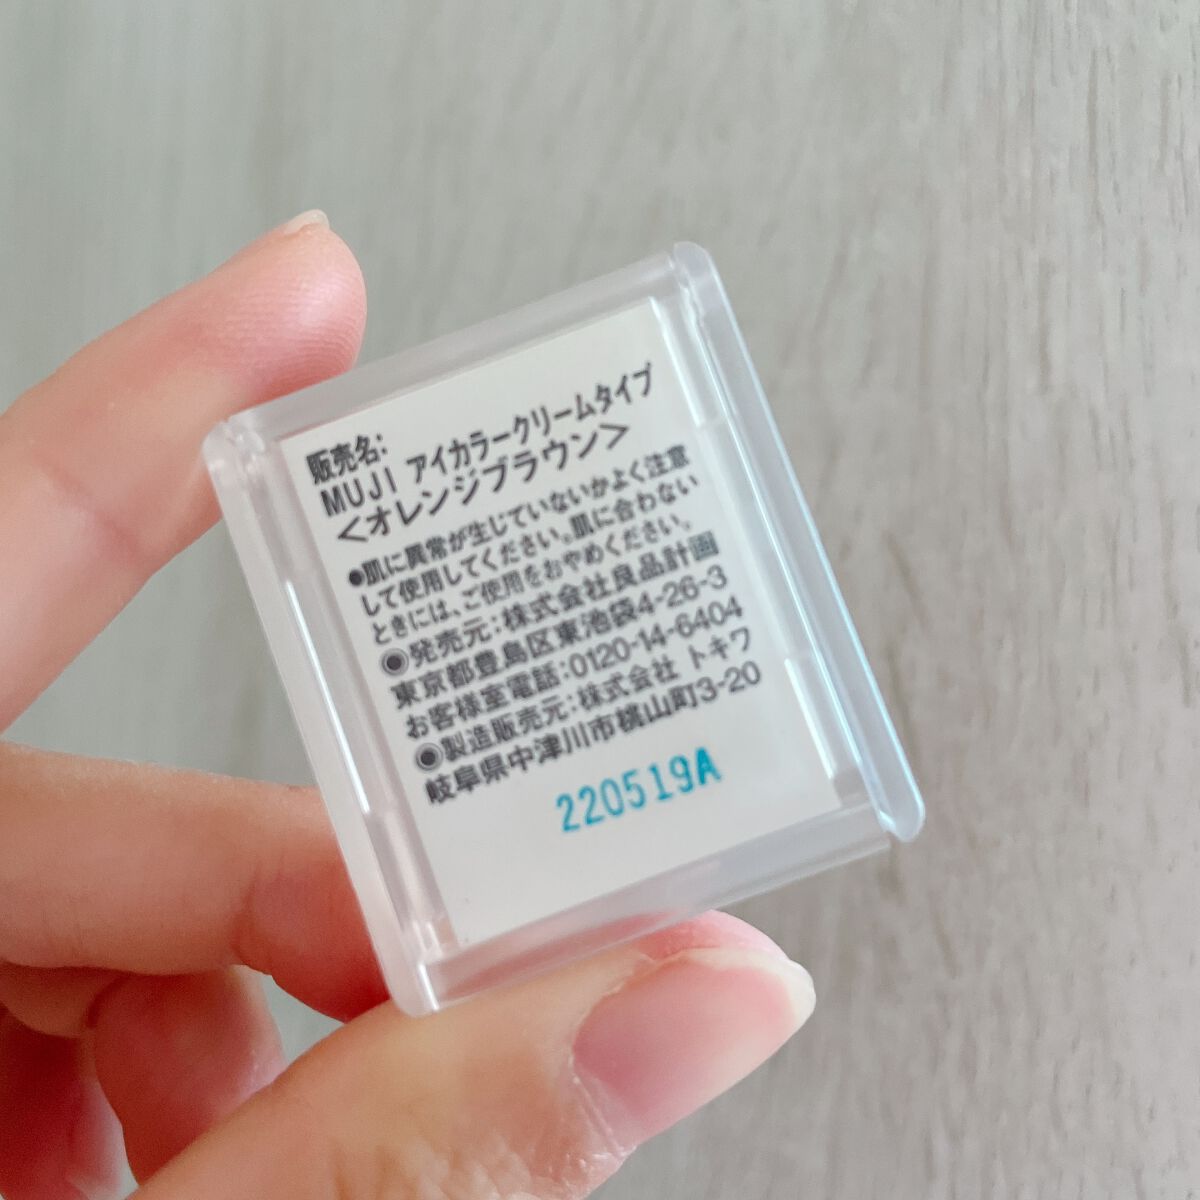 販売名:
MUJI アイカラークリームタイプ
<オレンジブラウン>
●肌に異常が生じていないかよく注意
して使用してください。肌に合わない
ときには、ご使用をおやめください。
◉発売元:株式会社良品計画
東京都豊島区東池袋4-26-3
お客様室電話:0120-14-6404
◉製造販売元:株式会社 トキワ
岐阜県中津川市桃山町3-20
220519A